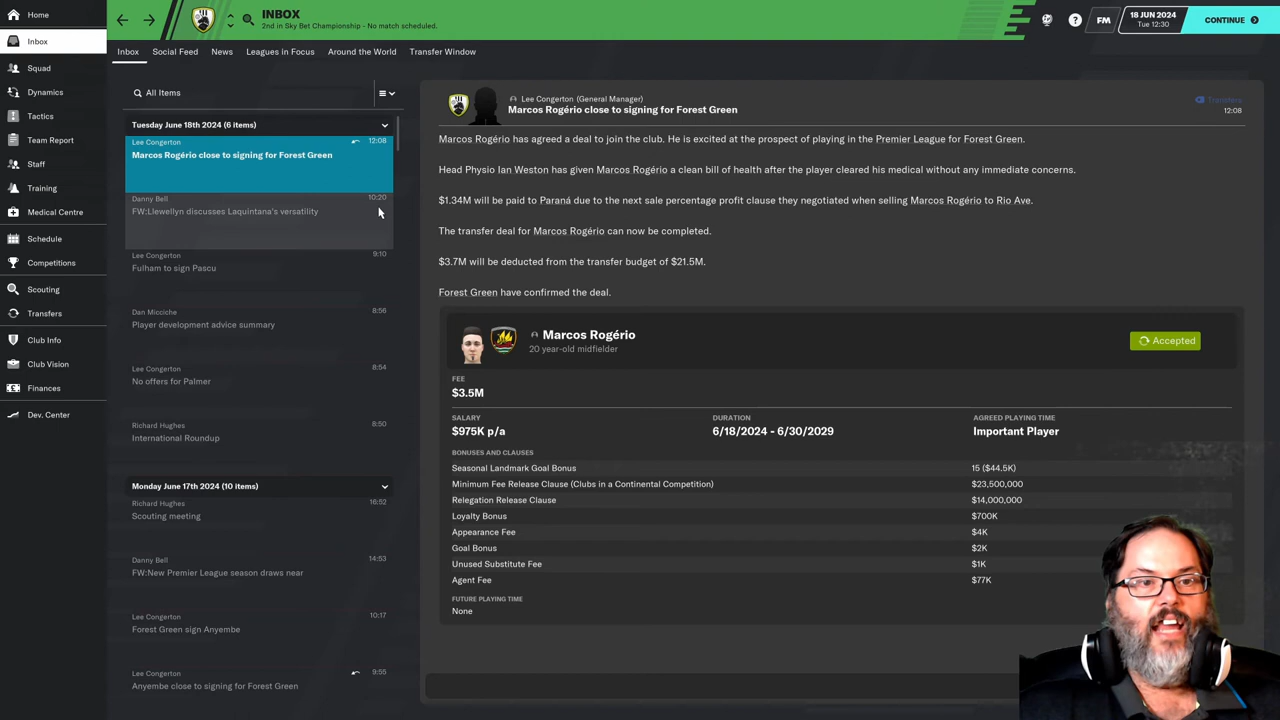 Home
Inbox
Squad
Dynamics
Tactics
Team Report
Staff
Training
Medical Centre
Schedule
Competitions
Scouting
Transfers
Club Info
Club Vision
Finances
Dev. Center
INBOX
2nd in Sky Bet Championship - No match scheduled.
FM
18 JUN 2024
Tue 12:30
CONTINUE
Inbox
Social Feed
News
Leagues in Focus
Around the World
Transfer Window
All Items
Tuesday June 18th 2024 (6 items)
Lee Congerton
12:08
Marcos Rogério close to signing for Forest Green
Danny Bell
10:20
FW:Llewellyn discusses Laquintana's versatility
Lee Congerton
9:10
Fulham to sign Pascu
Dan Micciche
8:56
Player development advice summary
Lee Congerton
8:54
No offers for Palmer
Richard Hughes
8:50
International Roundup
Monday June 17th 2024 (10 items)
Richard Hughes
16:52
Scouting meeting
Danny Bell
14:53
FW:New Premier League season draws near
Lee Congerton
10:17
Forest Green sign Anyembe
Lee Congerton
9:55
Anyembe close to signing for Forest Green
Lee Congerton (General Manager)
Marcos Rogério close to signing for Forest Green
Transfers
12:08
Marcos Rogério has agreed a deal to join the club. He is excited at the prospect of playing in the Premier League for Forest Green.
Head Physio Ian Weston has given Marcos Rogério a clean bill of health after the player cleared his medical without any immediate concerns.
$1.34M will be paid to Paraná due to the next sale percentage profit clause they negotiated when selling Marcos Rogério to Rio Ave.
The transfer deal for Marcos Rogério can now be completed.
$3.7M will be deducted from the transfer budget of $21.5M.
Forest Green have confirmed the deal.
Marcos Rogério
20 year-old midfielder
Accepted
FEE
$3.5M
SALARY
$975K p/a
DURATION
6/18/2024 - 6/30/2029
AGREED PLAYING TIME
Important Player
BONUSES AND CLAUSES
Seasonal Landmark Goal Bonus
15 ($44.5K)
Minimum Fee Release Clause (Clubs in a Continental Competition)
$23,500,000
Relegation Release Clause
$14,000,000
Loyalty Bonus
$700K
Appearance Fee
$4K
Goal Bonus
$2K
Unused Substitute Fee
$1K
Agent Fee
$77K
FUTURE PLAYING TIME
None